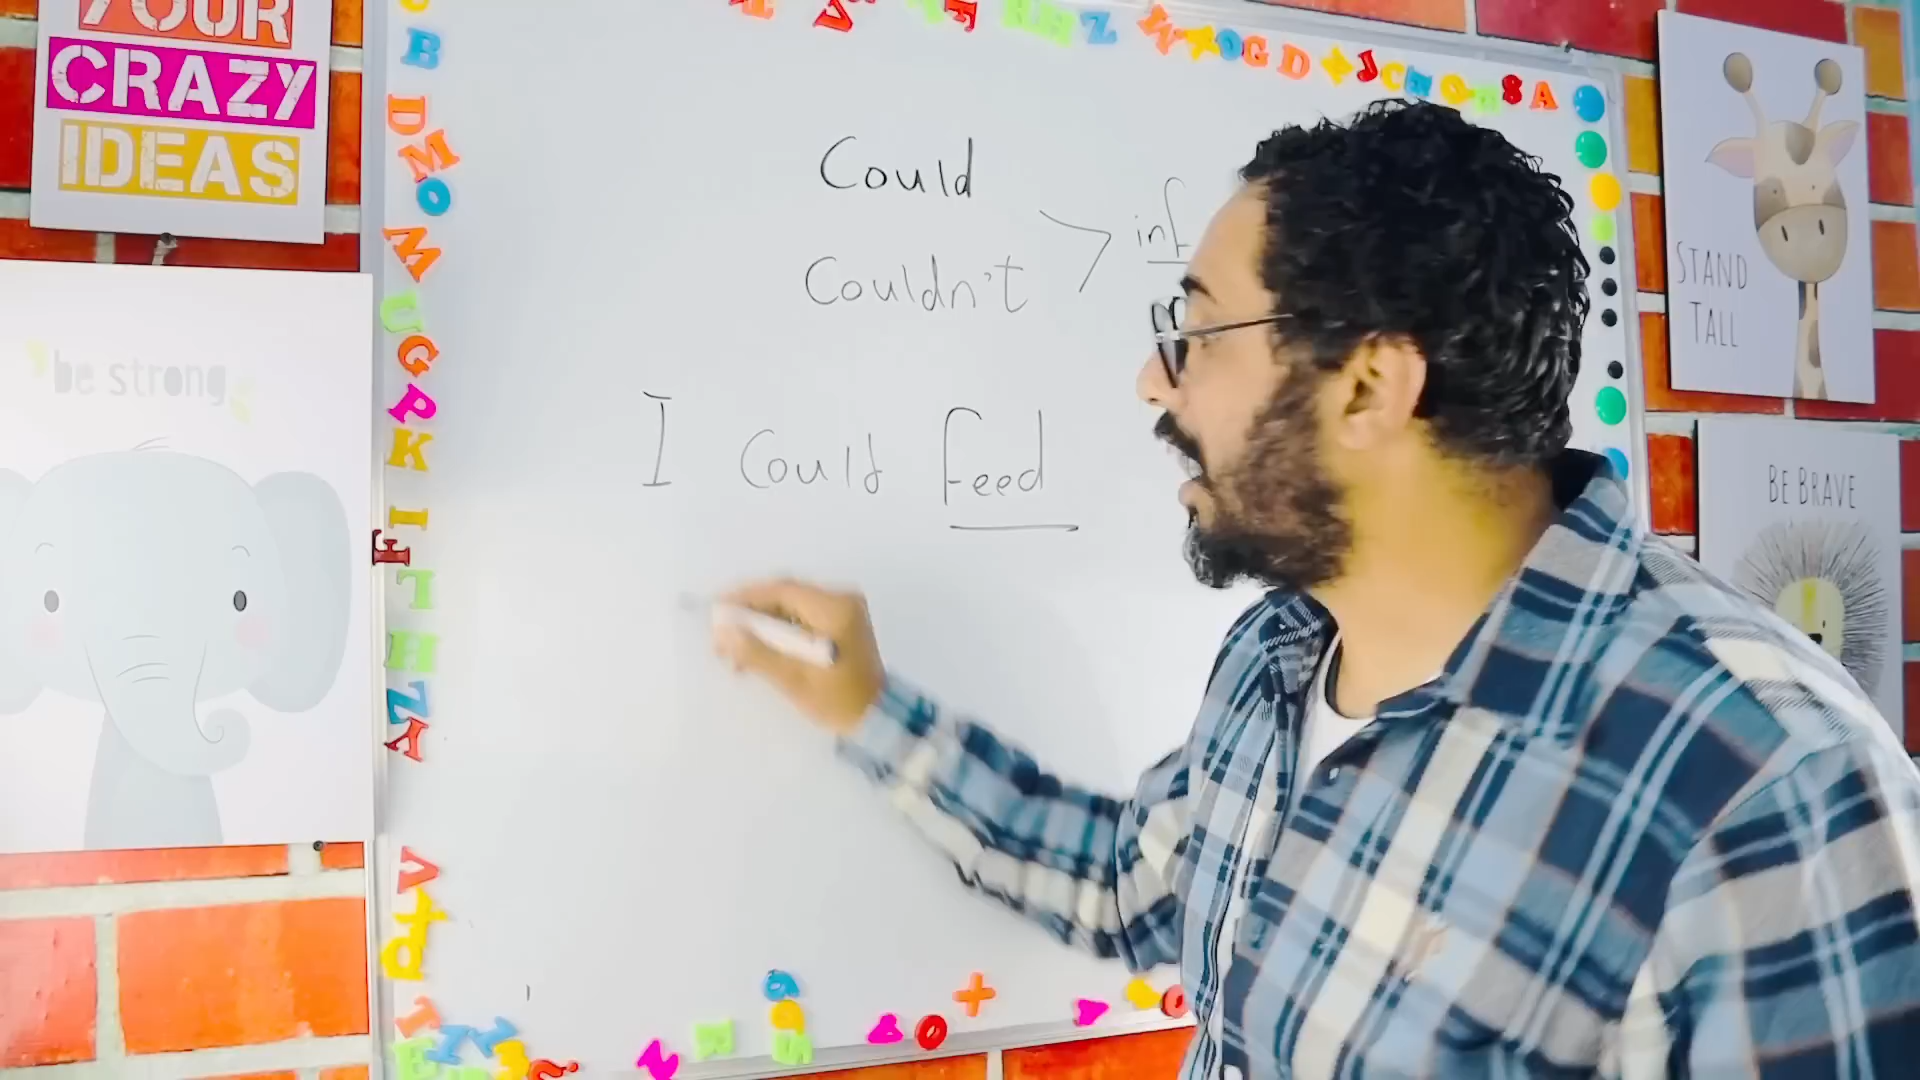 YOUR
CRAZY
IDEAS
be strong
Could
Couldn't
inf
I Could feed
STAND
TALL
BE BRAVE